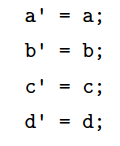 a' = a;
b' = b;
c' = c;
d' = d;